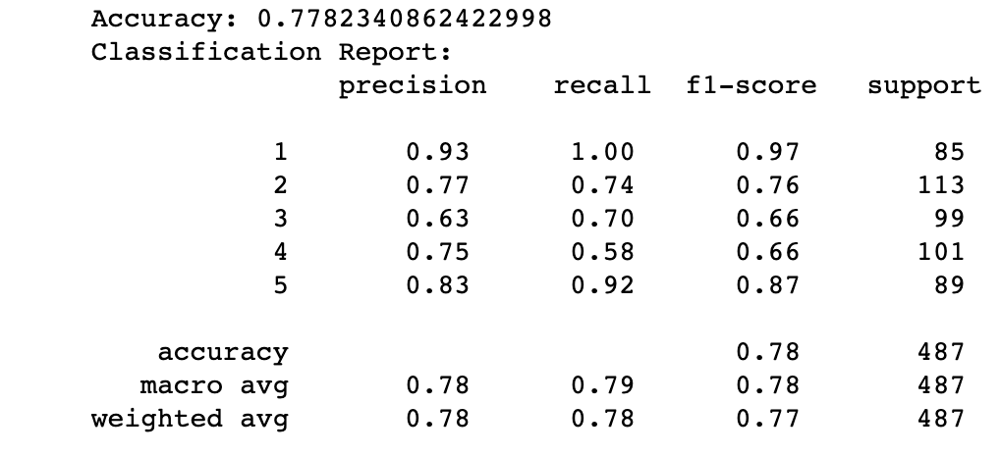 Accuracy: 0.7782340862422998
Classification Report:
precision recall f1-score support
1 0.93 1.00 0.97 85
2 0.77 0.74 0.76 113
3 0.63 0.70 0.66 99
4 0.75 0.58 0.66 101
5 0.83 0.92 0.87 89
accuracy 0.78 487
macro avg 0.78 0.79 0.78 487
weighted avg 0.78 0.78 0.77 487